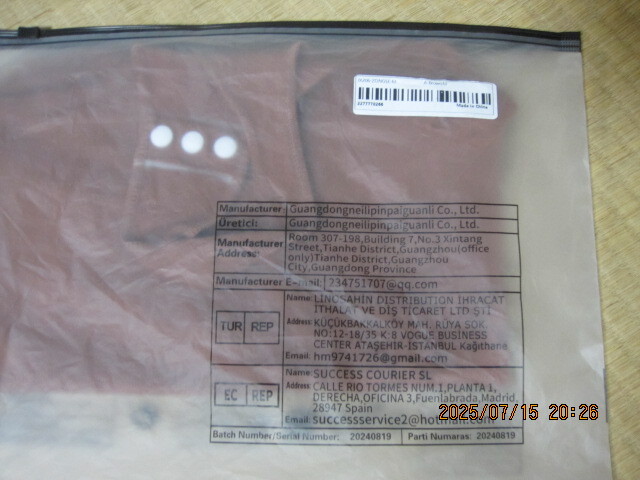 2277770288
Made in China
Manufacturer: Guangdongneilipinpaiguanli Co., Ltd.
Üretici: Guangdongneilipinpaiguanli Co., Ltd.
Manufacturer Address: Room 307-198,Building 7,No.3 Xintang
Street,Tianhe District,Guangzhou(office
only)Tianhe District,Guangzhou
City,Guangdong Province
Manufacturer E-mail: 234751707@qq.com
TUR REP
Name: LINGSAHIN DISTRIBUTION IHRACAT
ITHALAT VE DIŞ TİCARET LTD ŞTİ
Address: KÜÇÜKBAKKALKÖY MAH. RÜYA SOK.
NO:12-18/35 K:8 VOGUE BUSINESS
CENTER ATAŞEHİR-İSTANBUL Kağıthane
Email: hm9741726@gmail.com
EC REP
Name: SUCCESS COURIER SL
Address: CALLE RIO TORMES NUM.1,PLANTA 1,
DERECHA,OFICINA 3,Fuenlabrada,Madrid,
28947 Spain
Email: successservice2@hotmail.com
Batch Number/Serial Number: 20240819 Parti Numarası: 20240819
2025/07/15 20:26